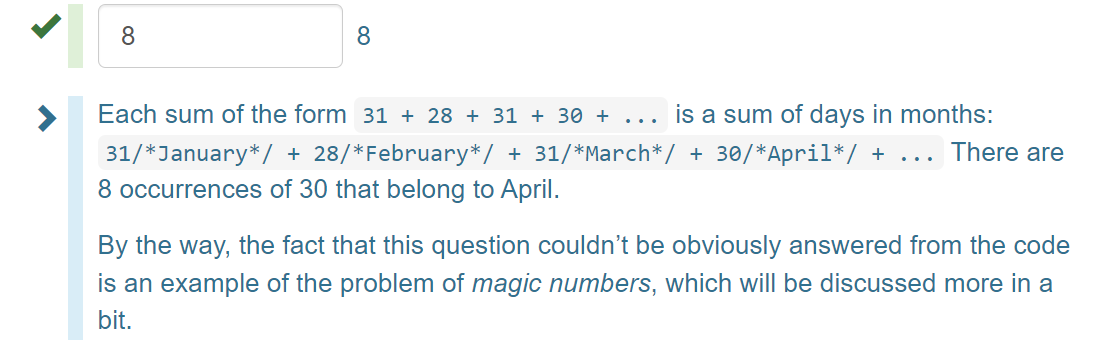 8 8
Each sum of the form 31 + 28 + 31 + 30 + ... is a sum of days in months:
31/*January*/ + 28/*February*/ + 31/*March*/ + 30/*April*/ + ... There are
8 occurrences of 30 that belong to April.
By the way, the fact that this question couldn’t be obviously answered from the code
is an example of the problem of magic numbers, which will be discussed more in a
bit.